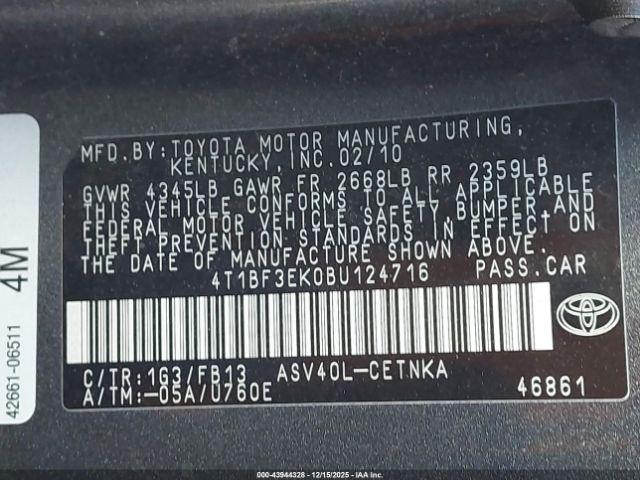 MFD.BY:TOYOTA MOTOR MANUFACTURING,
KENTUCKY,INC.02/10
GVWR 4345LB GAWR FR 2668LB RR 2359LB
THIS VEHICLE CONFORMS TO ALL APPLICABLE
FEDERAL MOTOR VEHICLE SAFETY,BUMPER,AND
THEFT PREVENTION STANDARDS IN EFFECT ON
THE DATE OF MANUFACTURE SHOWN ABOVE.
4T1BF3EK0BU124716 PASS.CAR
C/TR:1G3/FB13 ASV40L-CETNKA
A/TM:-05A/U760E 46861
4M
42661-06511
000-43944328 - 12/15/2025 - IAA Inc.